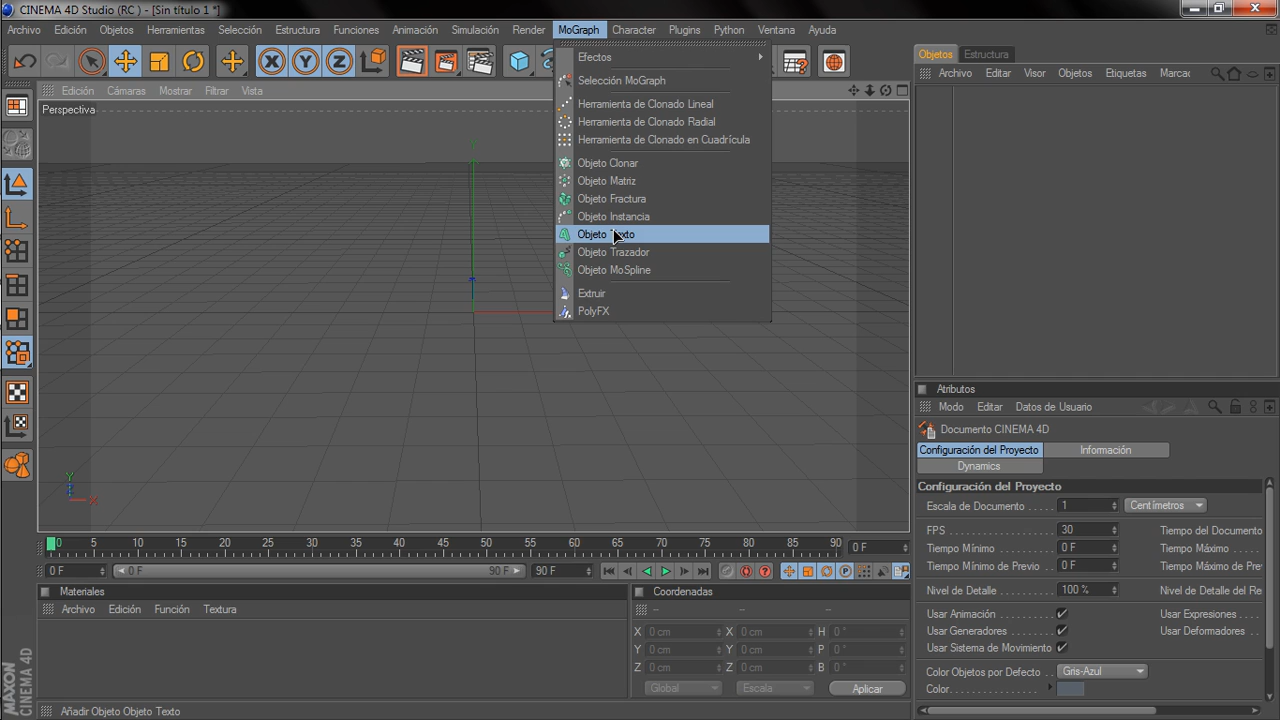 CINEMA 4D Studio (RC ) - [Sin título 1 *]
Archivo Edición Objetos Herramientas Selección Estructura Funciones Animación Simulación Render MoGraph Character Plugins Python Ventana Ayuda
Edición Cámaras Mostrar Filtrar Vista
Perspectiva
Efectos
Selección MoGraph
Herramienta de Clonado Lineal
Herramienta de Clonado Radial
Herramienta de Clonado en Cuadrícula
Objeto Clonar
Objeto Matriz
Objeto Fractura
Objeto Instancia
Objeto Texto
Objeto Trazador
Objeto MoSpline
Extruir
PolyFX
X Y Z
Y
X
Objetos Estructura
Archivo Editar Visor Objetos Etiquetas Marcac
Atributos
Modo Editar Datos de Usuario
Documento CINEMA 4D
Configuración del Proyecto Información
Dynamics
Configuración del Proyecto
Escala de Documento 1 Centímetros
FPS 30 Tiempo del Documento
Tiempo Mínimo 0 F Tiempo Máximo
Tiempo Mínimo de Previo 0 F Tiempo Máximo de Pre
Nivel de Detalle 100 % Nivel de Detalle del Re
Usar Animación Usar Expresiones
Usar Generadores Usar Deformadores
Usar Sistema de Movimiento
Color Objetos por Defecto Gris-Azul
Color
0 5 10 15 20 25 30 35 40 45 50 55 60 65 70 75 80 85 90 0 F
0 F 0 F 90 F 90 F
Materiales
Archivo Edición Función Textura
Coordenadas
-- -- --
X 0 cm X 0 cm H 0 °
Y 0 cm Y 0 cm P 0 °
Z 0 cm Z 0 cm B 0 °
Global Escala Aplicar
MAXON
CINEMA 4D
Añadir Objeto Objeto Texto